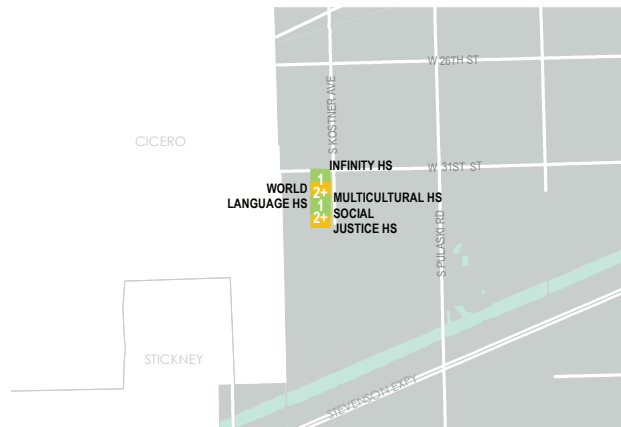 W 26TH ST
S KOSTNER AVE
CICERO
INFINITY HS
W 31ST ST
1
WORLD
LANGUAGE HS
2+
MULTICULTURAL HS
1
SOCIAL
JUSTICE HS
2+
S PULASKI RD
STICKNEY
STEVENSON EXPY